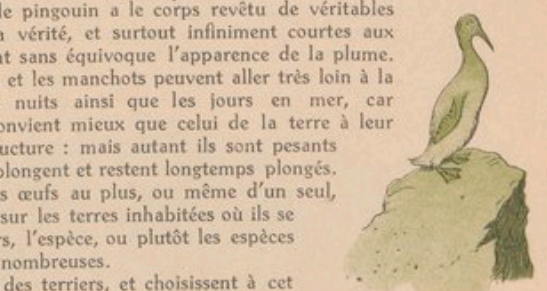 le pingouin a le corps revêtu de véritables
vérité, et surtout infiniment courtes aux
sans équivoque l'apparence de la plume.
et les manchots peuvent aller très loin à la
nuits ainsi que les jours en mer, car
onvient mieux que celui de la terre à leur
ucture : mais autant ils sont pesants
plongent et restent longtemps plongés.
s œufs au plus, ou même d'un seul,
sur les terres inhabitées où ils se
rs, l'espèce, ou plutôt les espèces
nombreuses.
des terriers, et choisissent à cet